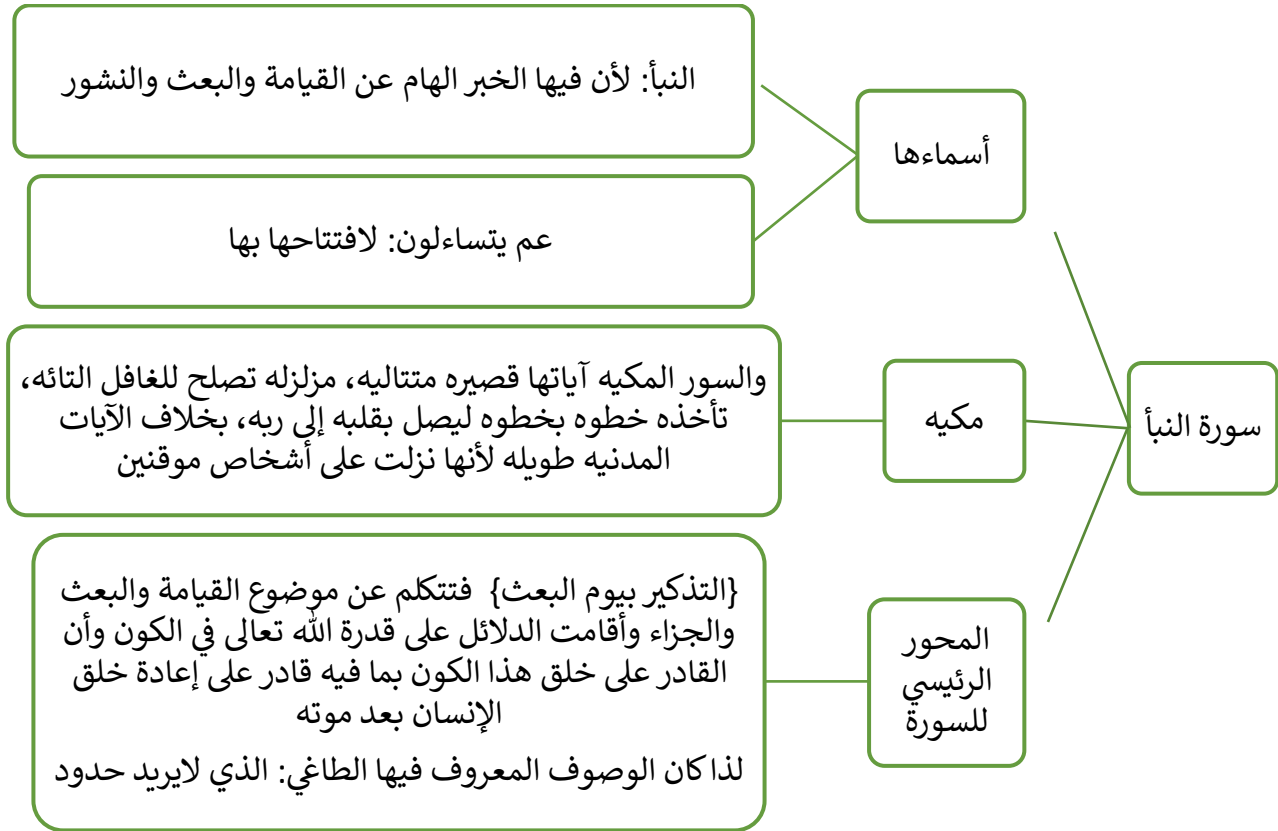 سورة النبأ
أسماءها
النبأ: لأن فيها الخبر الهام عن القيامة والبعث والنشور
عم يتساءلون: لافتتاحها بها
مكيه
والسور المكيه آياتها قصيره متتاليه، مزلزله تصلح للغافل التائه،
تأخذه خطوه بخطوه ليصل بقلبه إلى ربه، بخلاف الآيات
المدنيه طويله لأنها نزلت على أشخاص موقنين
المحور
الرئيسي
للسورة
{التذكير بيوم البعث} فتتكلم عن موضوع القيامة والبعث
والجزاء وأقامت الدلائل على قدرة الله تعالى في الكون وأن
القادر على خلق هذا الكون بما فيه قادر على إعادة خلق
الإنسان بعد موته
لذا كان الوصوف المعروف فيها الطاغي: الذي لايريد حدود